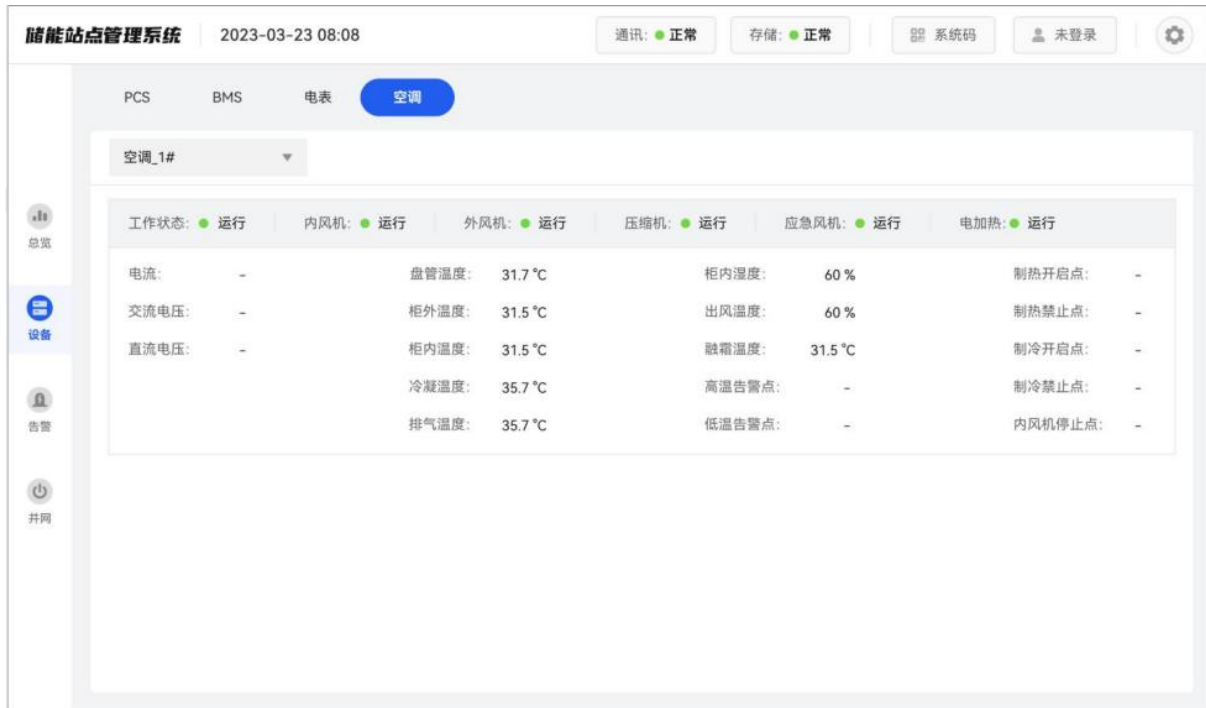 储能站点管理系统 2023-03-23 08:08 通讯: 正常 存储: 正常 系统码 未登录
PCS BMS 电表 空调
空调_1#
总览
设备
告警
并网
工作状态: 运行 内风机: 运行 外风机: 运行 压缩机: 运行 应急风机: 运行 电加热: 运行
电流: - 盘管温度: 31.7 ℃ 柜内湿度: 60 % 制热开启点: -
交流电压: - 柜外温度: 31.5 ℃ 出风温度: 60 % 制热禁止点: -
直流电压: - 柜内温度: 31.5 ℃ 融霜温度: 31.5 ℃ 制冷开启点: -
冷凝温度: 35.7 ℃ 高温告警点: - 制冷禁止点: -
排气温度: 35.7 ℃ 低温告警点: - 内风机停止点: -